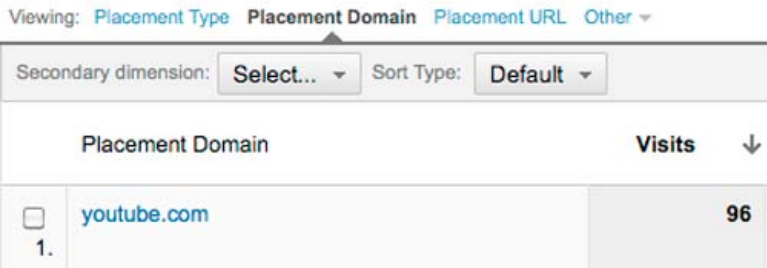 Viewing: Placement Type Placement Domain Placement URL Other
Secondary dimension: Select... Sort Type: Default
Placement Domain Visits
youtube.com 96
1.